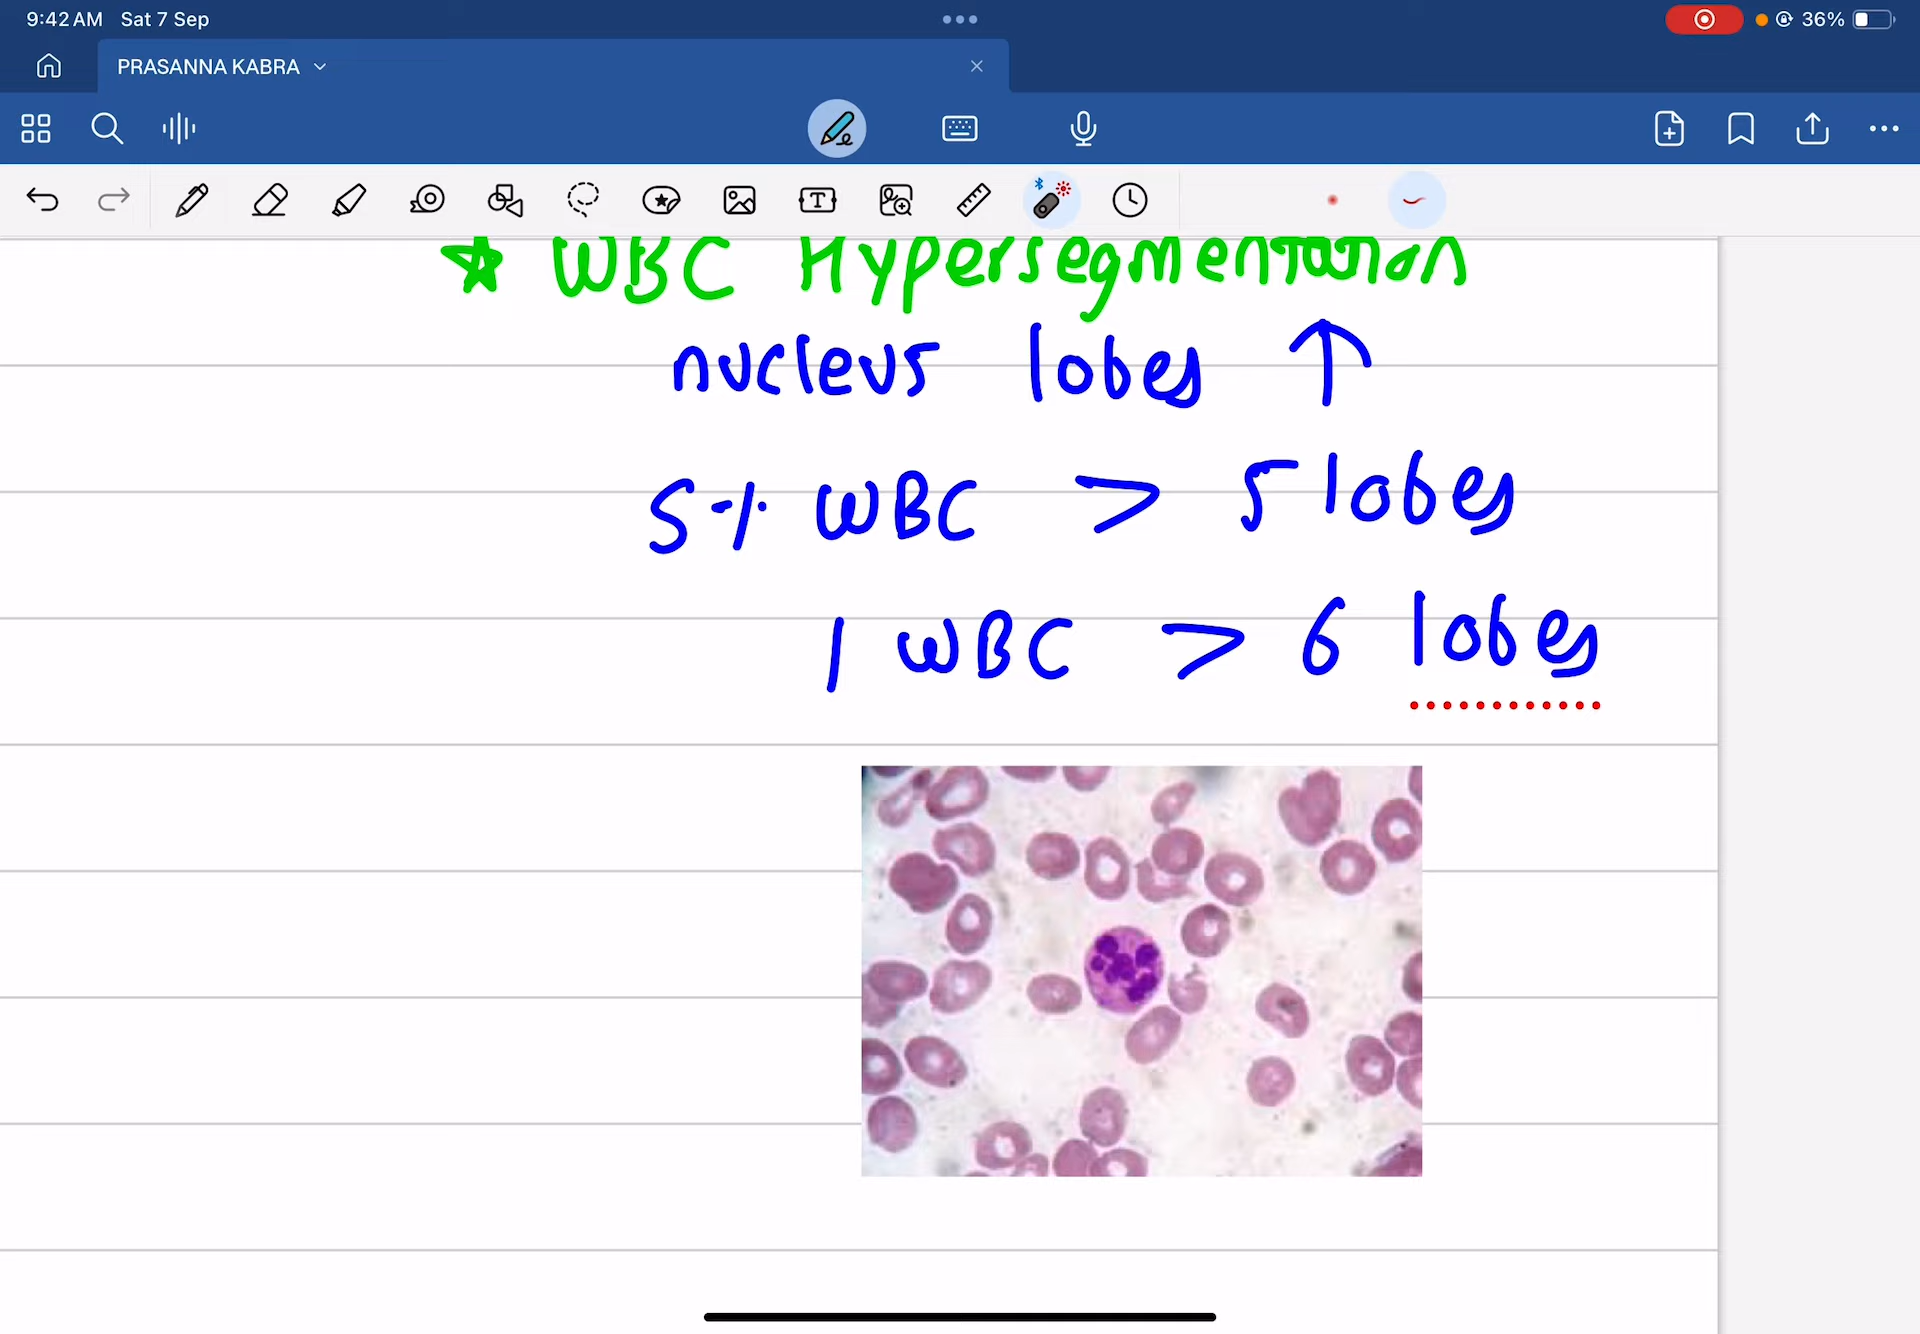 9:42 AM Sat 7 Sep
36%
PRASANNA KABRA
T
★ WBC Hypersegmentation
nucleus lobes ↑
5% WBC > 5 lobes
1 WBC > 6 lobes